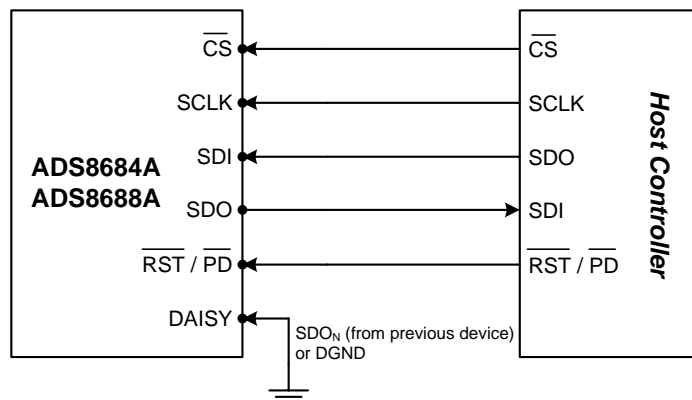 CS
SCLK
SDI
SDO
RST / PD
DAISY
ADS8684A
ADS8688A
SDON (from previous device)
or DGND
CS
SCLK
SDO
SDI
RST / PD
Host Controller